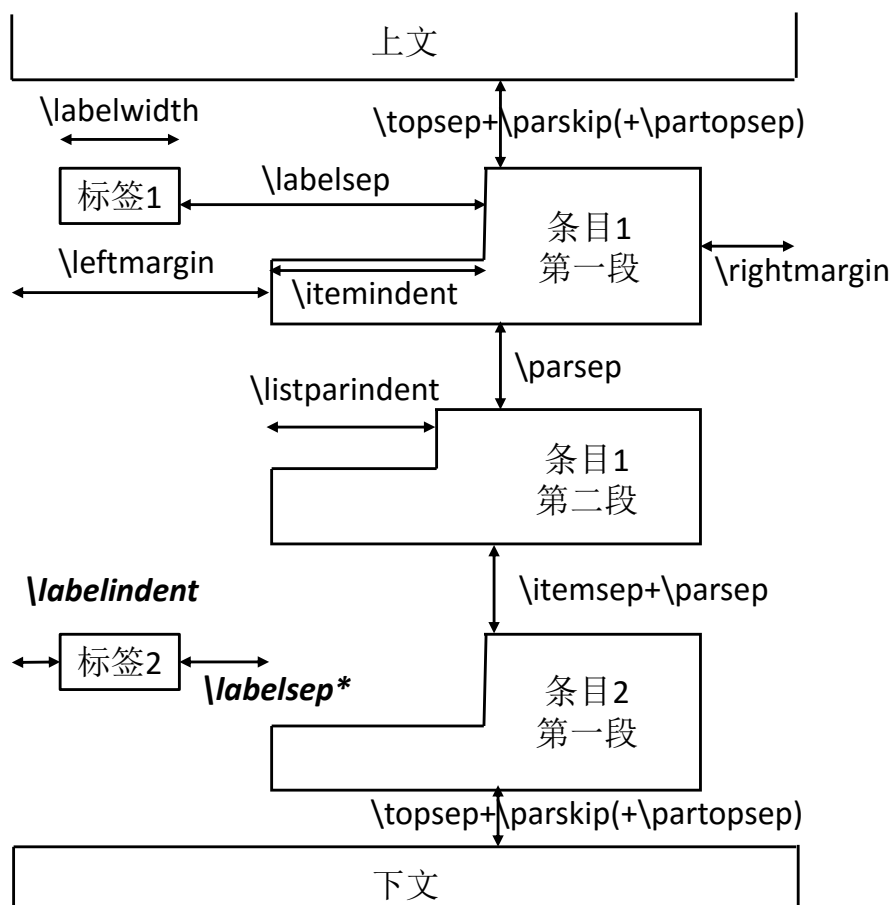 上文
\labelwidth
\topsep+\parskip(+\partopsep)
标签1
\labelsep
条目1
第一段
\leftmargin
\itemindent
\rightmargin
\parsep
\listparindent
条目1
第二段
\labelindent
\itemsep+\parsep
标签2
\labelsep*
条目2
第一段
\topsep+\parskip(+\partopsep)
下文